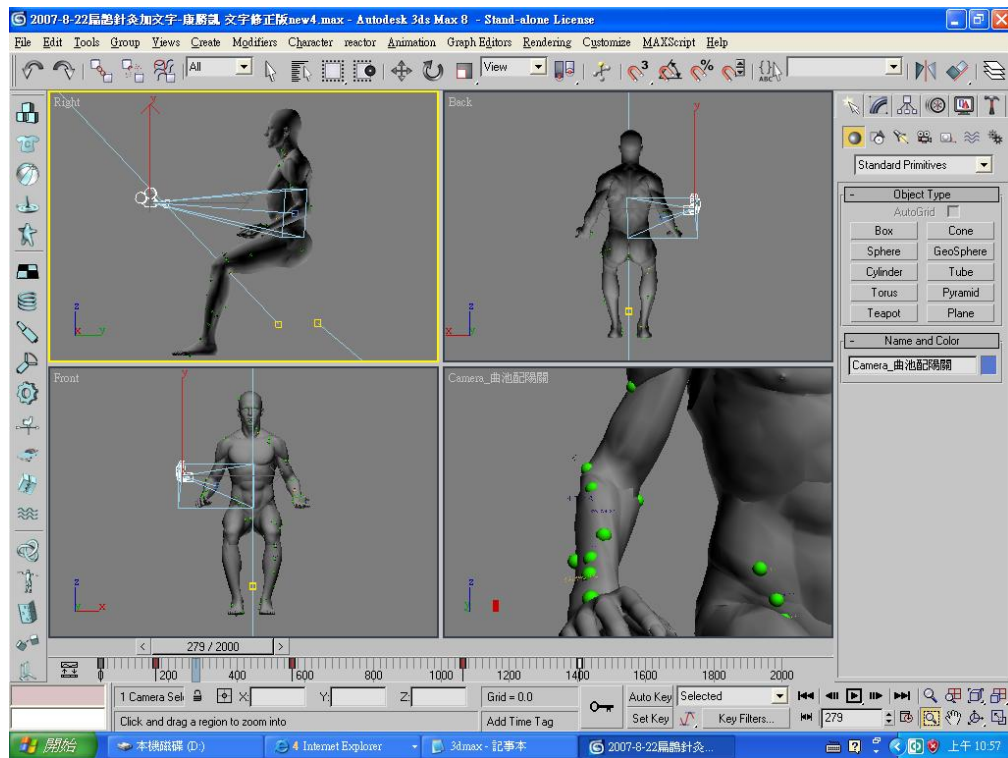 2007-8-22扁鵲針灸加文字-康勝凱 文字修正版new4.max - Autodesk 3ds Max 8 - Stand-alone License
File Edit Tools Group Views Create Modifiers Character reactor Animation Graph Editors Rendering Customize MAXScript Help
All View
Right
Back
Standard Primitives
Object Type
AutoGrid
Box Cone
Sphere GeoSphere
Cylinder Tube
Torus Pyramid
Teapot Plane
Name and Color
Camera_曲池配陽關
Front
Camera_曲池配陽關
279 / 2000
0 200 400 600 800 1000 1200 1400 1600 1800 2000
1 Camera Sel X: Y: Z: Grid = 0.0 Auto Key Selected
Click and drag a region to zoom into Add Time Tag Set Key Key Filters... 279
開始 本機磁碟 (D:) 4 Internet Explorer 3dmax - 記事本 2007-8-22扁鵲針灸... 上午 10:57